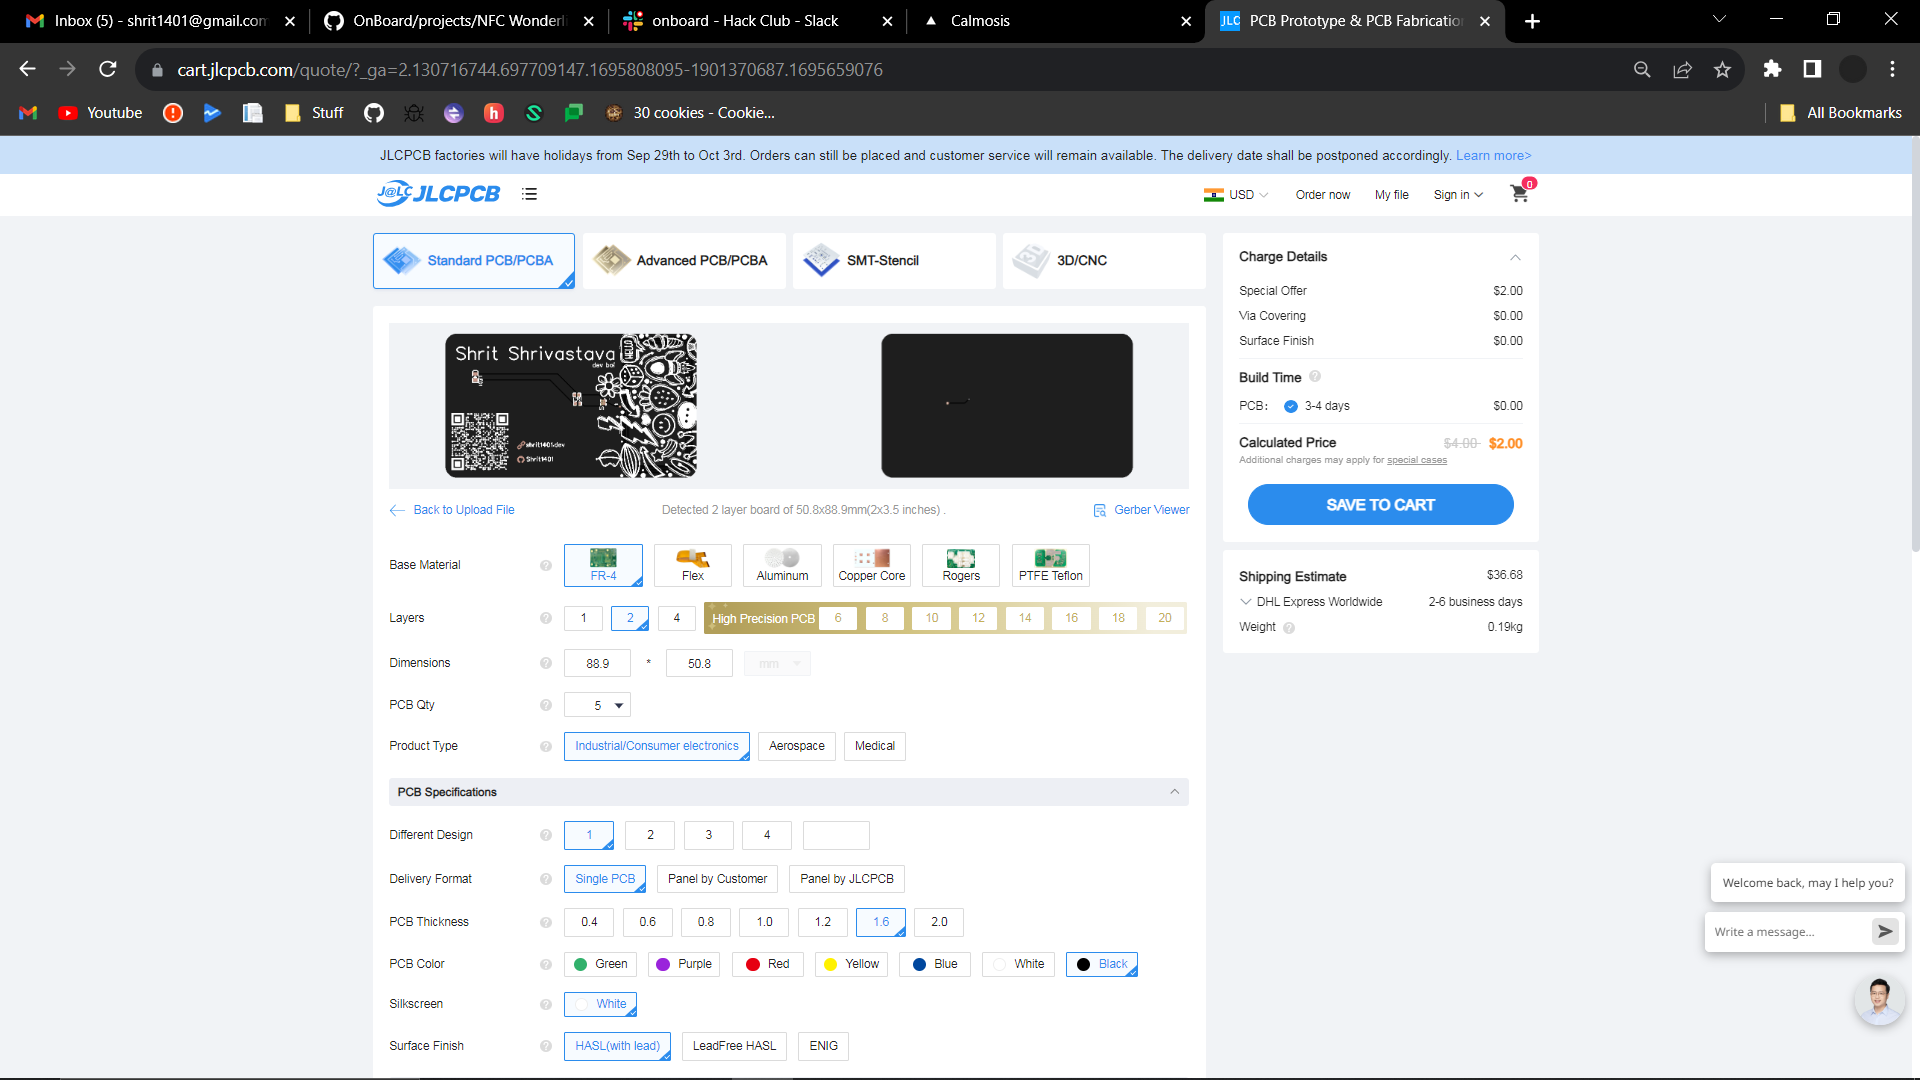 Inbox (5) - shrit1401@gmail.com
OnBoard/projects/NFC Wonderli
onboard - Hack Club - Slack
Calmosis
JLC PCB Prototype & PCB Fabricatio
cart.jlcpcb.com/quote/?_ga=2.130716744.697709147.1695808095-1901370687.1695659076
Youtube
Stuff
30 cookies - Cookie...
All Bookmarks
JLCPCB factories will have holidays from Sep 29th to Oct 3rd. Orders can still be placed and customer service will remain available. The delivery date shall be postponed accordingly. Learn more>
J@LC JLCPCB
USD
Order now
My file
Sign in
0
Standard PCB/PCBA
Advanced PCB/PCBA
SMT-Stencil
3D/CNC
Shrit Shrivastava
dev boi
HELLO
shrit1401.dev
Shrit1401
Back to Upload File
Detected 2 layer board of 50.8x88.9mm(2x3.5 inches) .
Gerber Viewer
Base Material
FR-4
Flex
Aluminum
Copper Core
Rogers
PTFE Teflon
Layers
1
2
4
High Precision PCB
6
8
10
12
14
16
18
20
Dimensions
88.9
*
50.8
mm
PCB Qty
5
Product Type
Industrial/Consumer electronics
Aerospace
Medical
PCB Specifications
Different Design
1
2
3
4
Delivery Format
Single PCB
Panel by Customer
Panel by JLCPCB
PCB Thickness
0.4
0.6
0.8
1.0
1.2
1.6
2.0
PCB Color
Green
Purple
Red
Yellow
Blue
White
Black
Silkscreen
White
Surface Finish
HASL(with lead)
LeadFree HASL
ENIG
Charge Details
Special Offer $2.00
Via Covering $0.00
Surface Finish $0.00
Build Time
PCB: 3-4 days $0.00
Calculated Price $4.00 $2.00
Additional charges may apply for special cases
SAVE TO CART
Shipping Estimate $36.68
DHL Express Worldwide 2-6 business days
Weight 0.19kg
Welcome back, may I help you?
Write a message...